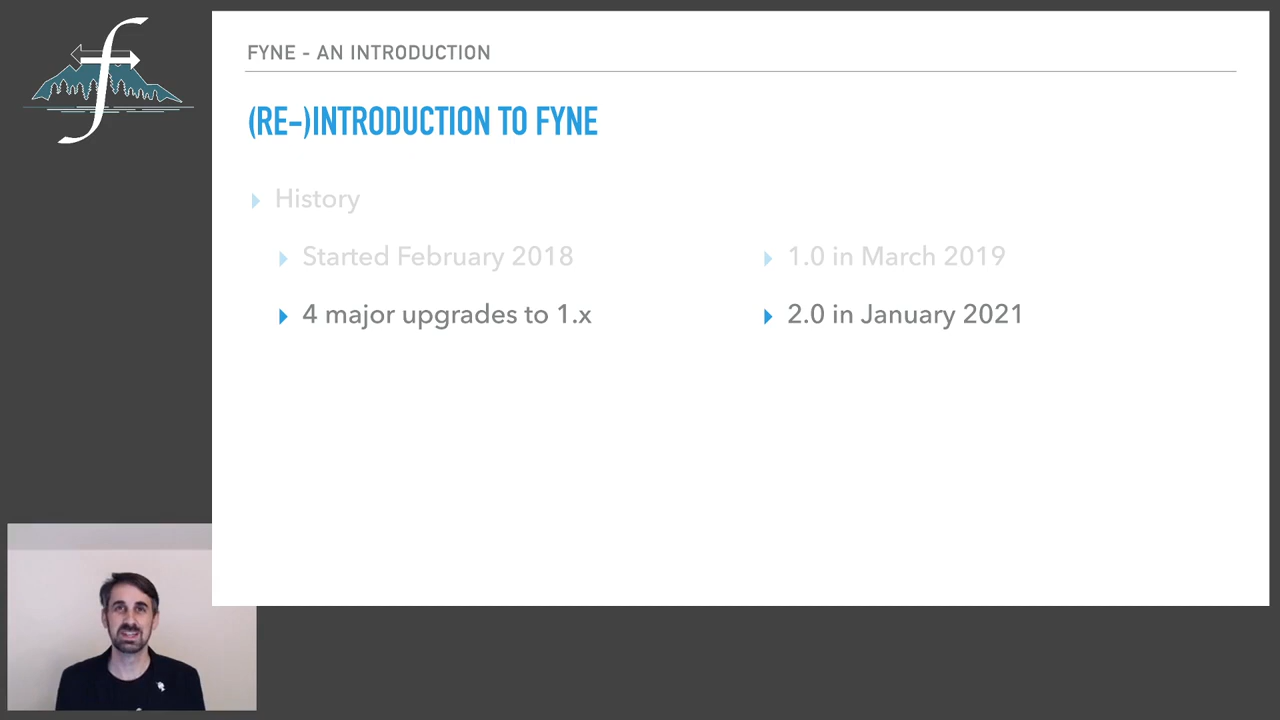 FYNE - AN INTRODUCTION
(RE-)INTRODUCTION TO FYNE
History
Started February 2018
1.0 in March 2019
4 major upgrades to 1.x
2.0 in January 2021